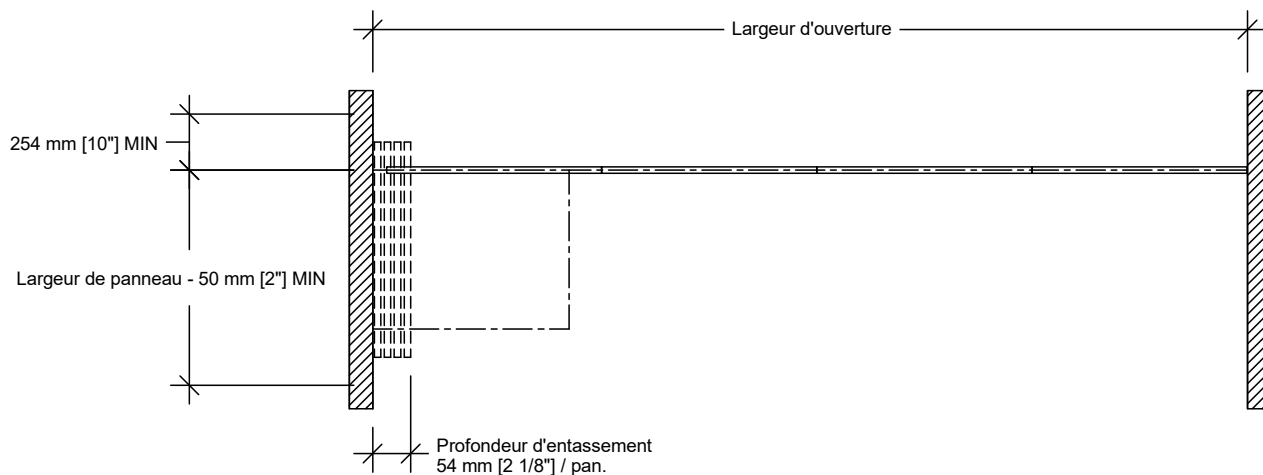 Largeur d'ouverture
254 mm [10"] MIN
Largeur de panneau - 50 mm [2"] MIN
Profondeur d'entassement
54 mm [2 1/8"] / pan.